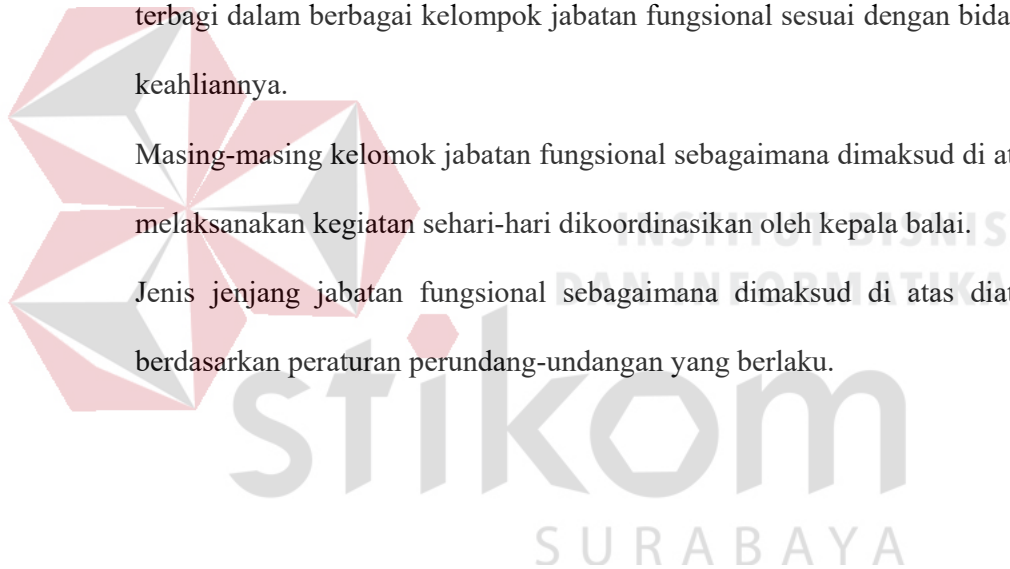 terbagi dalam berbagai kelompok jabatan fungsional sesuai dengan bida
keahliannya.
Masing-masing kelomok jabatan fungsional sebagaimana dimaksud di at
melaksanakan kegiatan sehari-hari dikoordinasikan oleh kepala balai.
INSTITUT BISNIS
Jenis jenjang jabatan fungsional sebagaimana dimaksud di atas diat
DAN INFORMATIKA
berdasarkan peraturan perundang-undangan yang berlaku.
stikom
SURABAYA